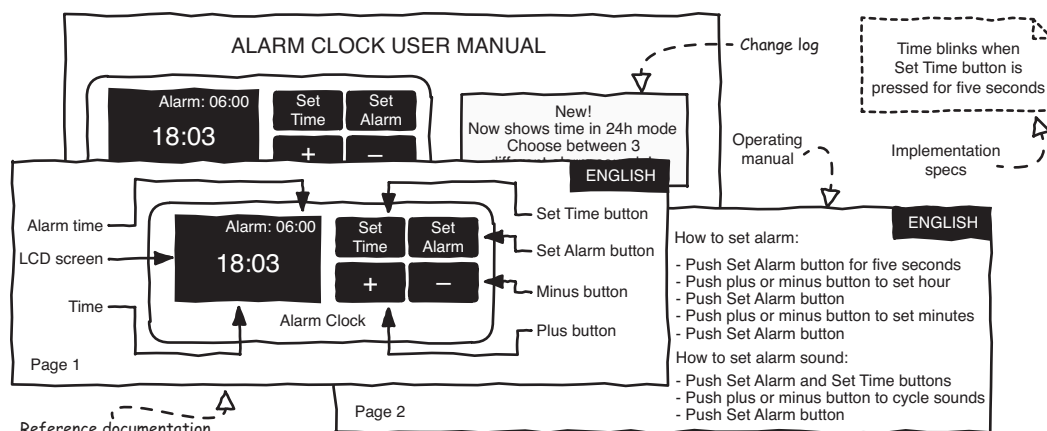 ALARM CLOCK USER MANUAL
Alarm: 06:00
18:03
Set
Time
Set
Alarm
+
–
New!
Now shows time in 24h mode
Choose between 3
Change log
Time blinks when
Set Time button is
pressed for five seconds
Implementation
specs
Operating
manual
ENGLISH
Alarm time
LCD screen
Time
Alarm: 06:00
18:03
Set
Time
Set
Alarm
+
–
Alarm Clock
Set Time button
Set Alarm button
Minus button
Plus button
Page 1
Reference documentation
ENGLISH
How to set alarm:
- Push Set Alarm button for five seconds
- Push plus or minus button to set hour
- Push Set Alarm button
- Push plus or minus button to set minutes
- Push Set Alarm button
How to set alarm sound:
- Push Set Alarm and Set Time buttons
- Push plus or minus button to cycle sounds
- Push Set Alarm button
Page 2